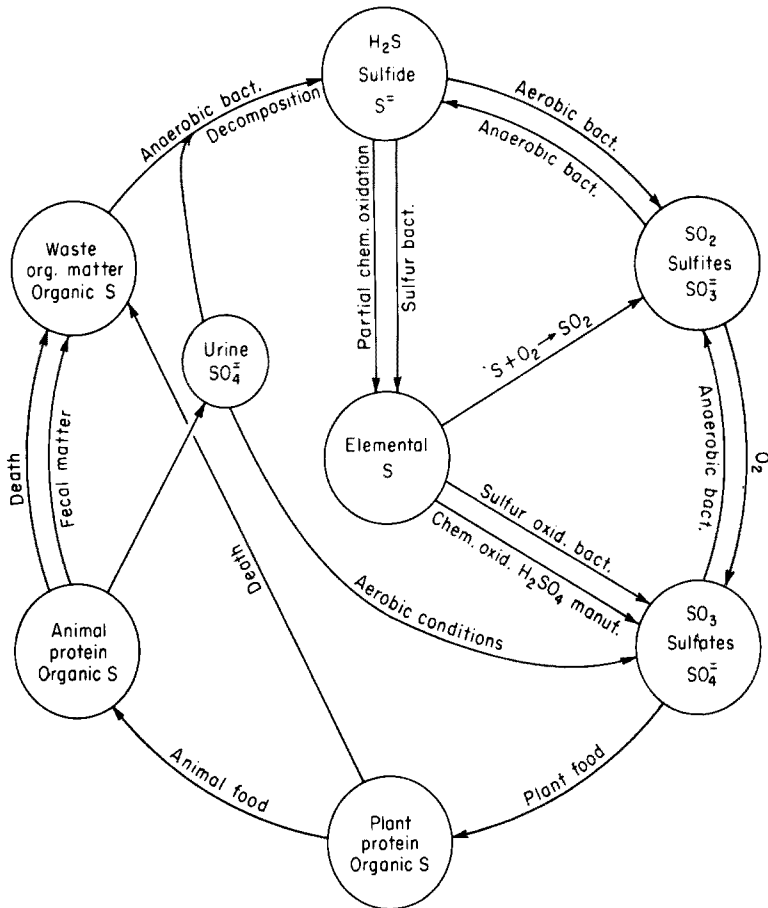 H₂S
Sulfide
S⁼
Anaerobic bact.
Decomposition
Aerobic bact.
Anaerobic bact.
Partial chem. oxidation
Sulfur bact.
Waste
org. matter
Organic S
SO₂
Sulfites
SO₃⁼
Urine
SO₄⁼
S+O₂→SO₂
Elemental
S
Death
Fecal matter
Anaerobic bact.
O₂
Sulfur oxid. bact.
Chem. oxid. H₂SO₄ manuf.
Death
Aerobic conditions
Animal
protein
Organic S
SO₃
Sulfates
SO₄⁼
Animal food
Plant food
Plant
protein
Organic S